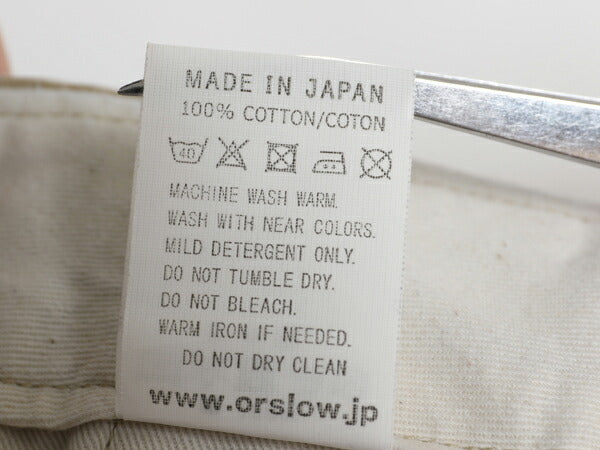 MADE IN JAPAN
100% COTTON/COTON
40
MACHINE WASH WARM.
WASH WITH NEAR COLORS.
MILD DETERGENT ONLY.
DO NOT TUMBLE DRY.
DO NOT BLEACH.
WARM IRON IF NEEDED.
DO NOT DRY CLEAN
www.orslow.jp